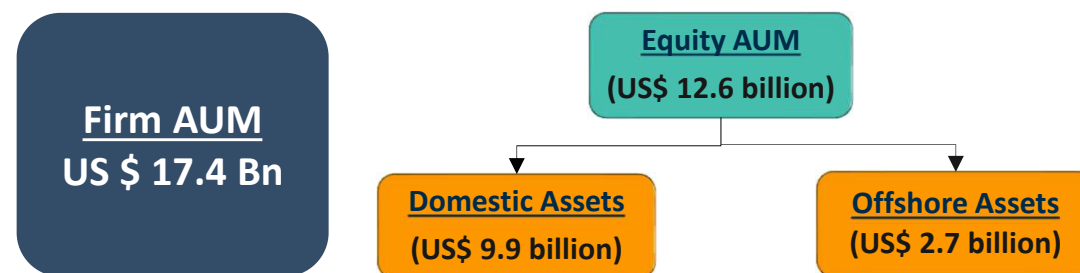 Firm AUM
US $ 17.4 Bn
Equity AUM
(US$ 12.6 billion)
Domestic Assets
(US$ 9.9 billion)
Offshore Assets
(US$ 2.7 billion)